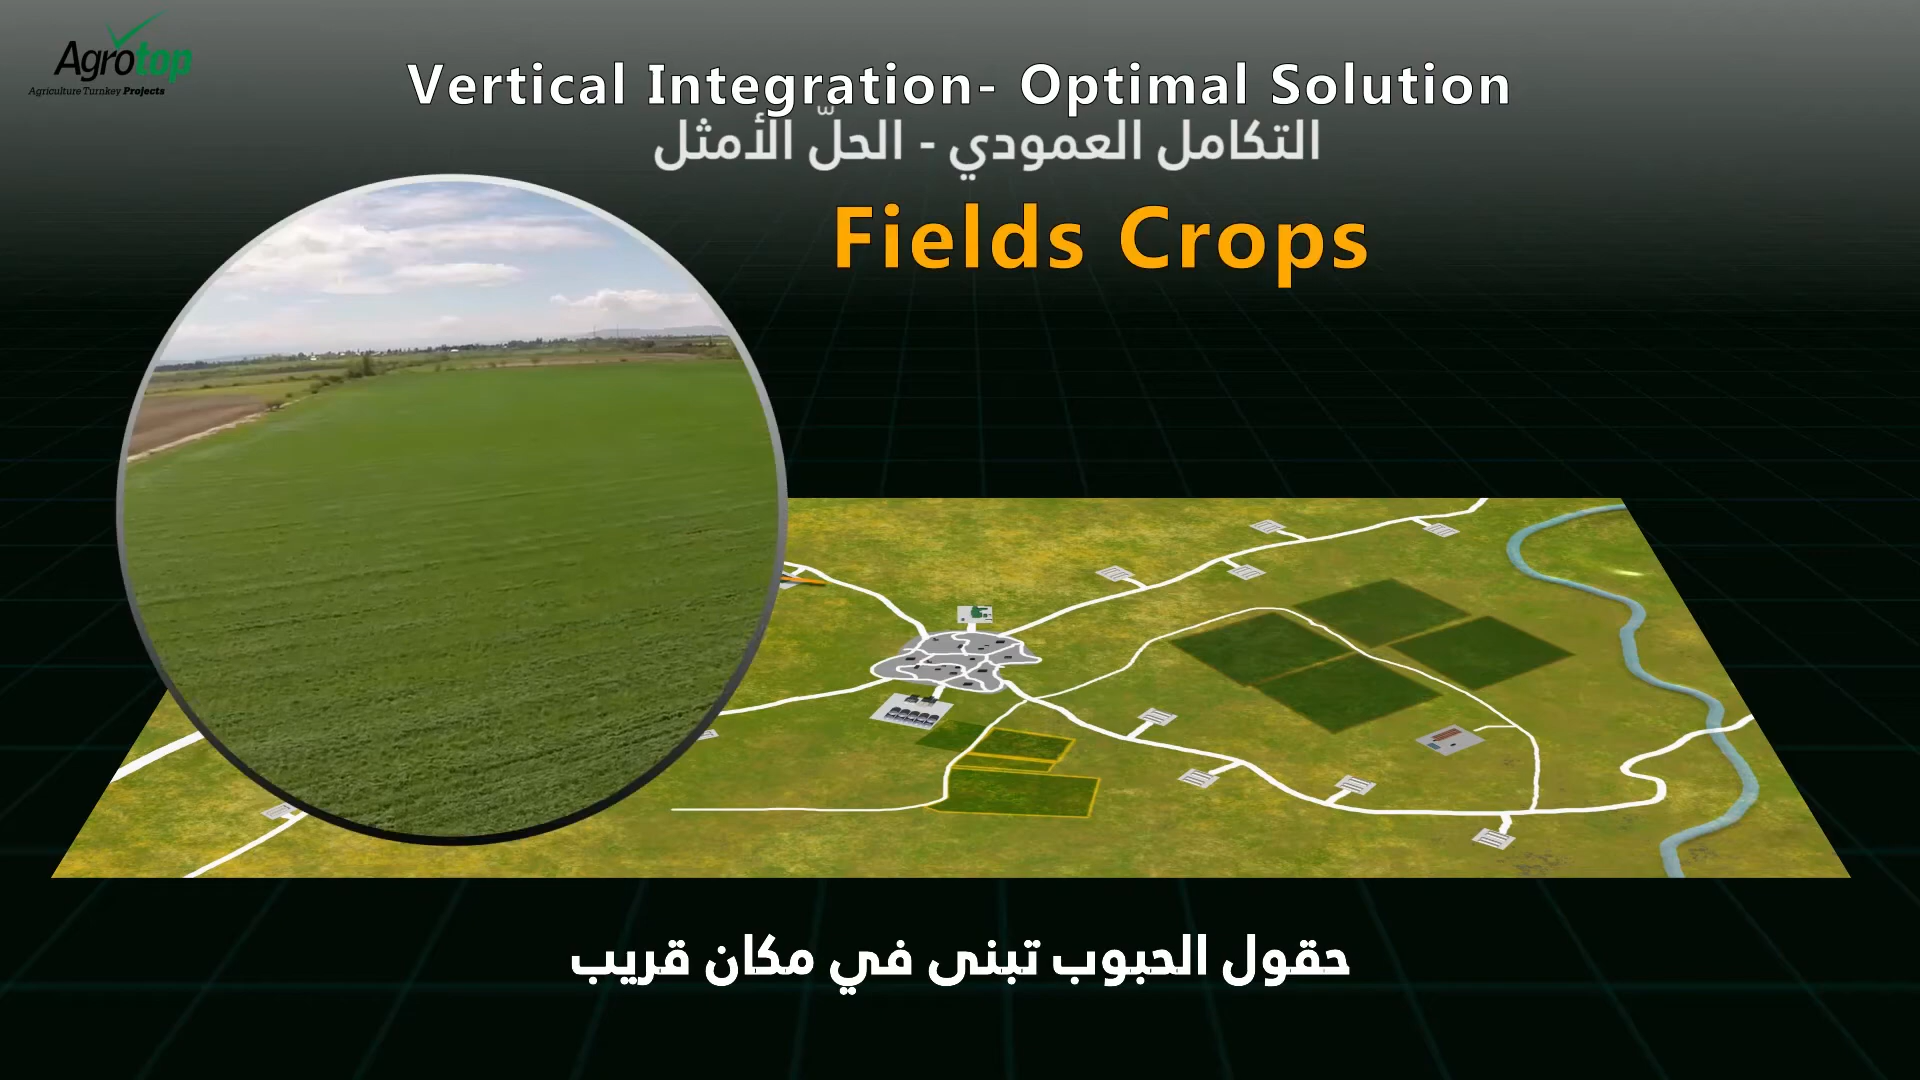 Agrotop
Agriculture Turnkey Projects
Vertical Integration- Optimal Solution
التكامل العمودي - الحلّ الأمثل
Fields Crops
حقول الحبوب تبنى في مكان قريب